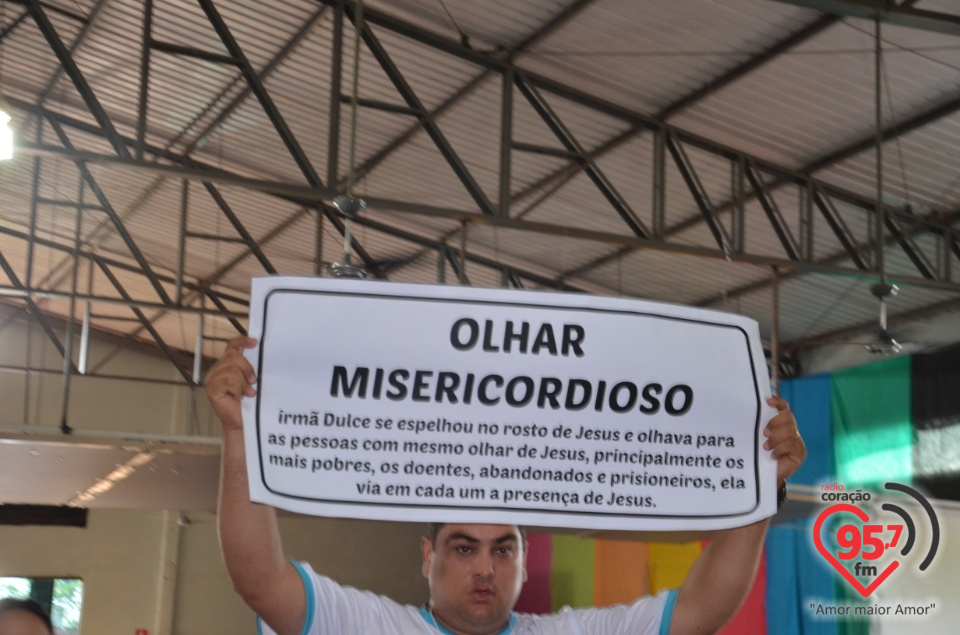 OLHAR
MISERICORDIOSO
irmã Dulce se espelhou no rosto de Jesus e olhava para
as pessoas com mesmo olhar de Jesus, principalmente os
mais pobres, os doentes, abandonados e prisioneiros, ela
via em cada um a presença de Jesus.
rádio
coração
95,7
fm
"Amor maior Amor"